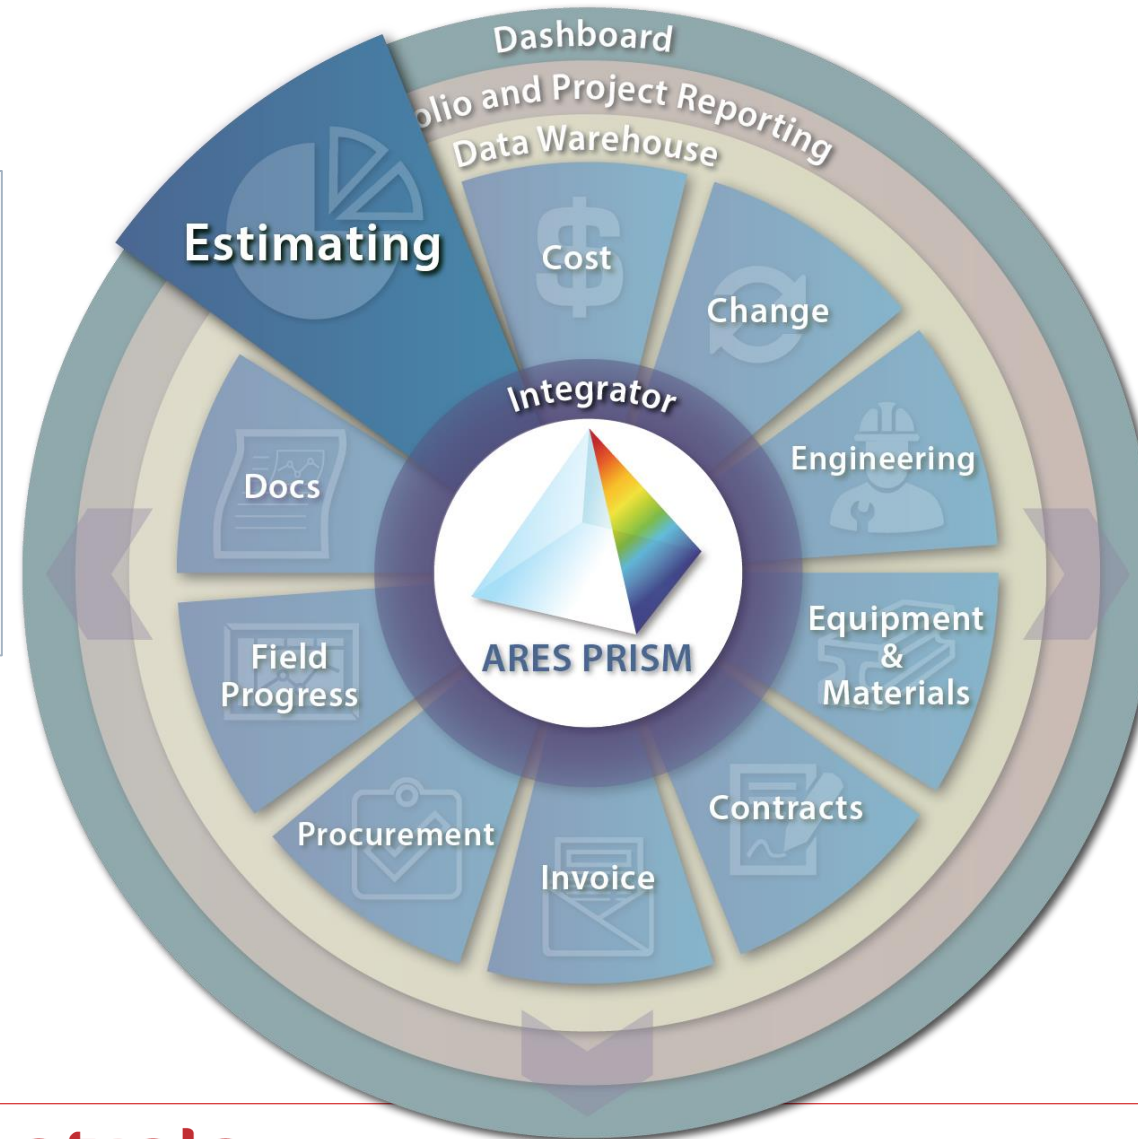 Dashboard
olio and Project Reporting
Data Warehouse
Estimating
Cost
Change
Integrator
Engineering
Docs
Equipment
&
Materials
ARES PRISM
Field
Progress
Contracts
Procurement
Invoice